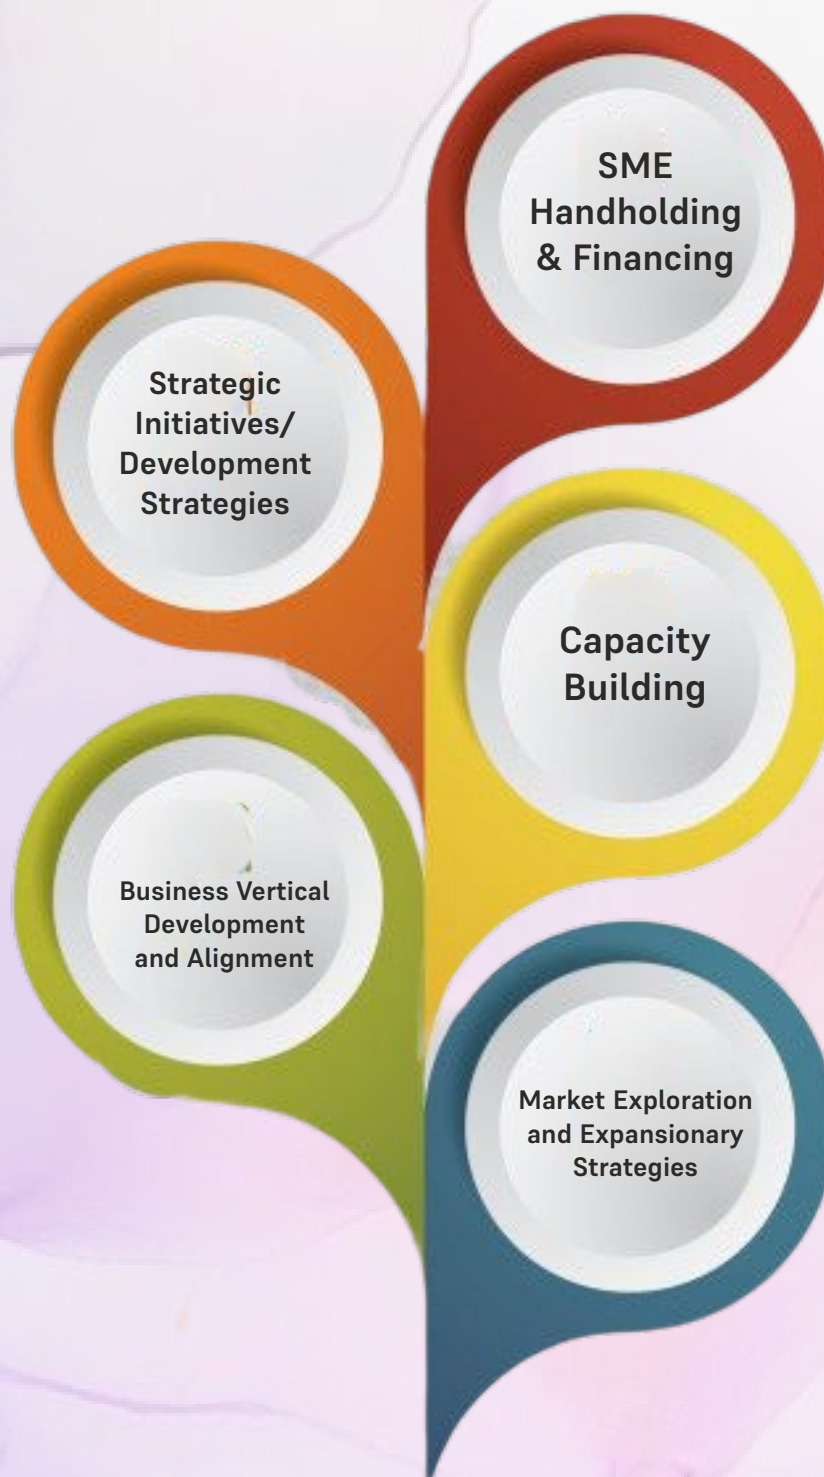 SME
Handholding
& Financing
Strategic
Initiatives/
Development
Strategies
Capacity
Building
Business Vertical
Development
and Alignment
Market Exploration
and Expansionary
Strategies